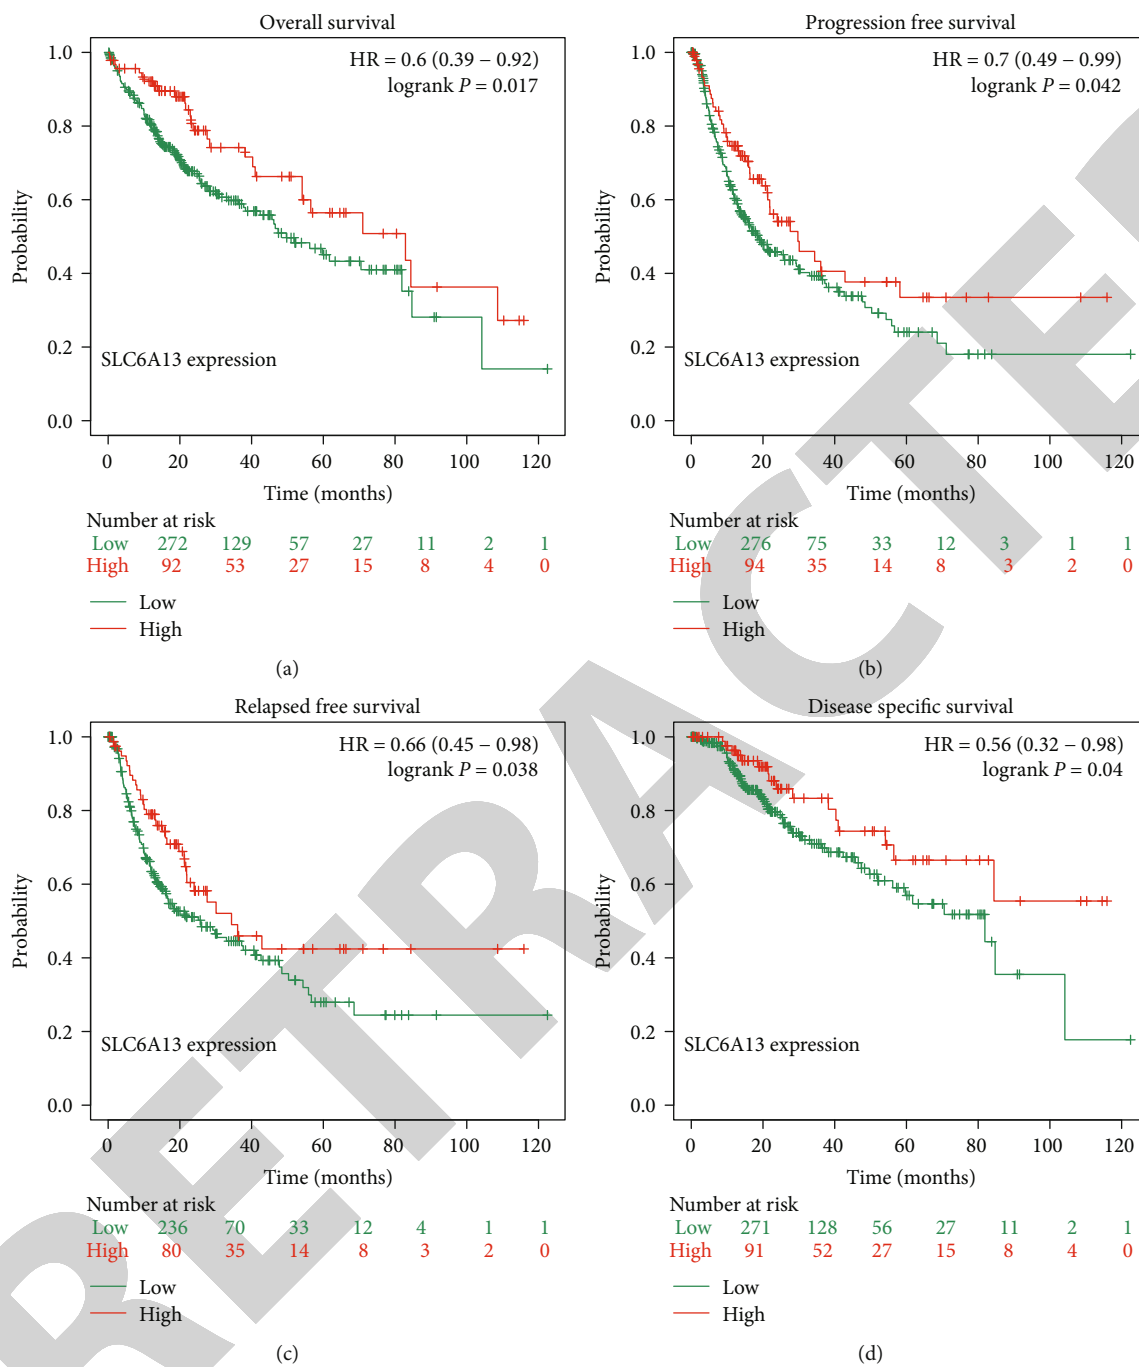 Overall survival
1.0
0.8
0.6
0.4
0.2
0.0
Probability
HR = 0.6 (0.39 – 0.92)
logrank P = 0.017
SLC6A13 expression
0 20 40 60 80 100 120
Time (months)
Number at risk
Low 272 129 57 27 11 2 1
High 92 53 27 15 8 4 0
Low
High
(a)
Progression free survival
1.0
0.8
0.6
0.4
0.2
0.0
Probability
HR = 0.7 (0.49 – 0.99)
logrank P = 0.042
SLC6A13 expression
0 20 40 60 80 100 120
Time (months)
Number at risk
Low 276 75 33 12 3 1 1
High 94 35 14 8 3 2 0
Low
High
(b)
Relapsed free survival
1.0
0.8
0.6
0.4
0.2
0.0
Probability
HR = 0.66 (0.45 – 0.98)
logrank P = 0.038
SLC6A13 expression
0 20 40 60 80 100 120
Time (months)
Number at risk
Low 236 70 33 12 4 1 1
High 80 35 14 8 3 2 0
Low
High
(c)
Disease specific survival
1.0
0.8
0.6
0.4
0.2
0.0
Probability
HR = 0.56 (0.32 – 0.98)
logrank P = 0.04
SLC6A13 expression
0 20 40 60 80 100 120
Time (months)
Number at risk
Low 271 128 56 27 11 2 1
High 91 52 27 15 8 4 0
Low
High
(d)
RETRACTE